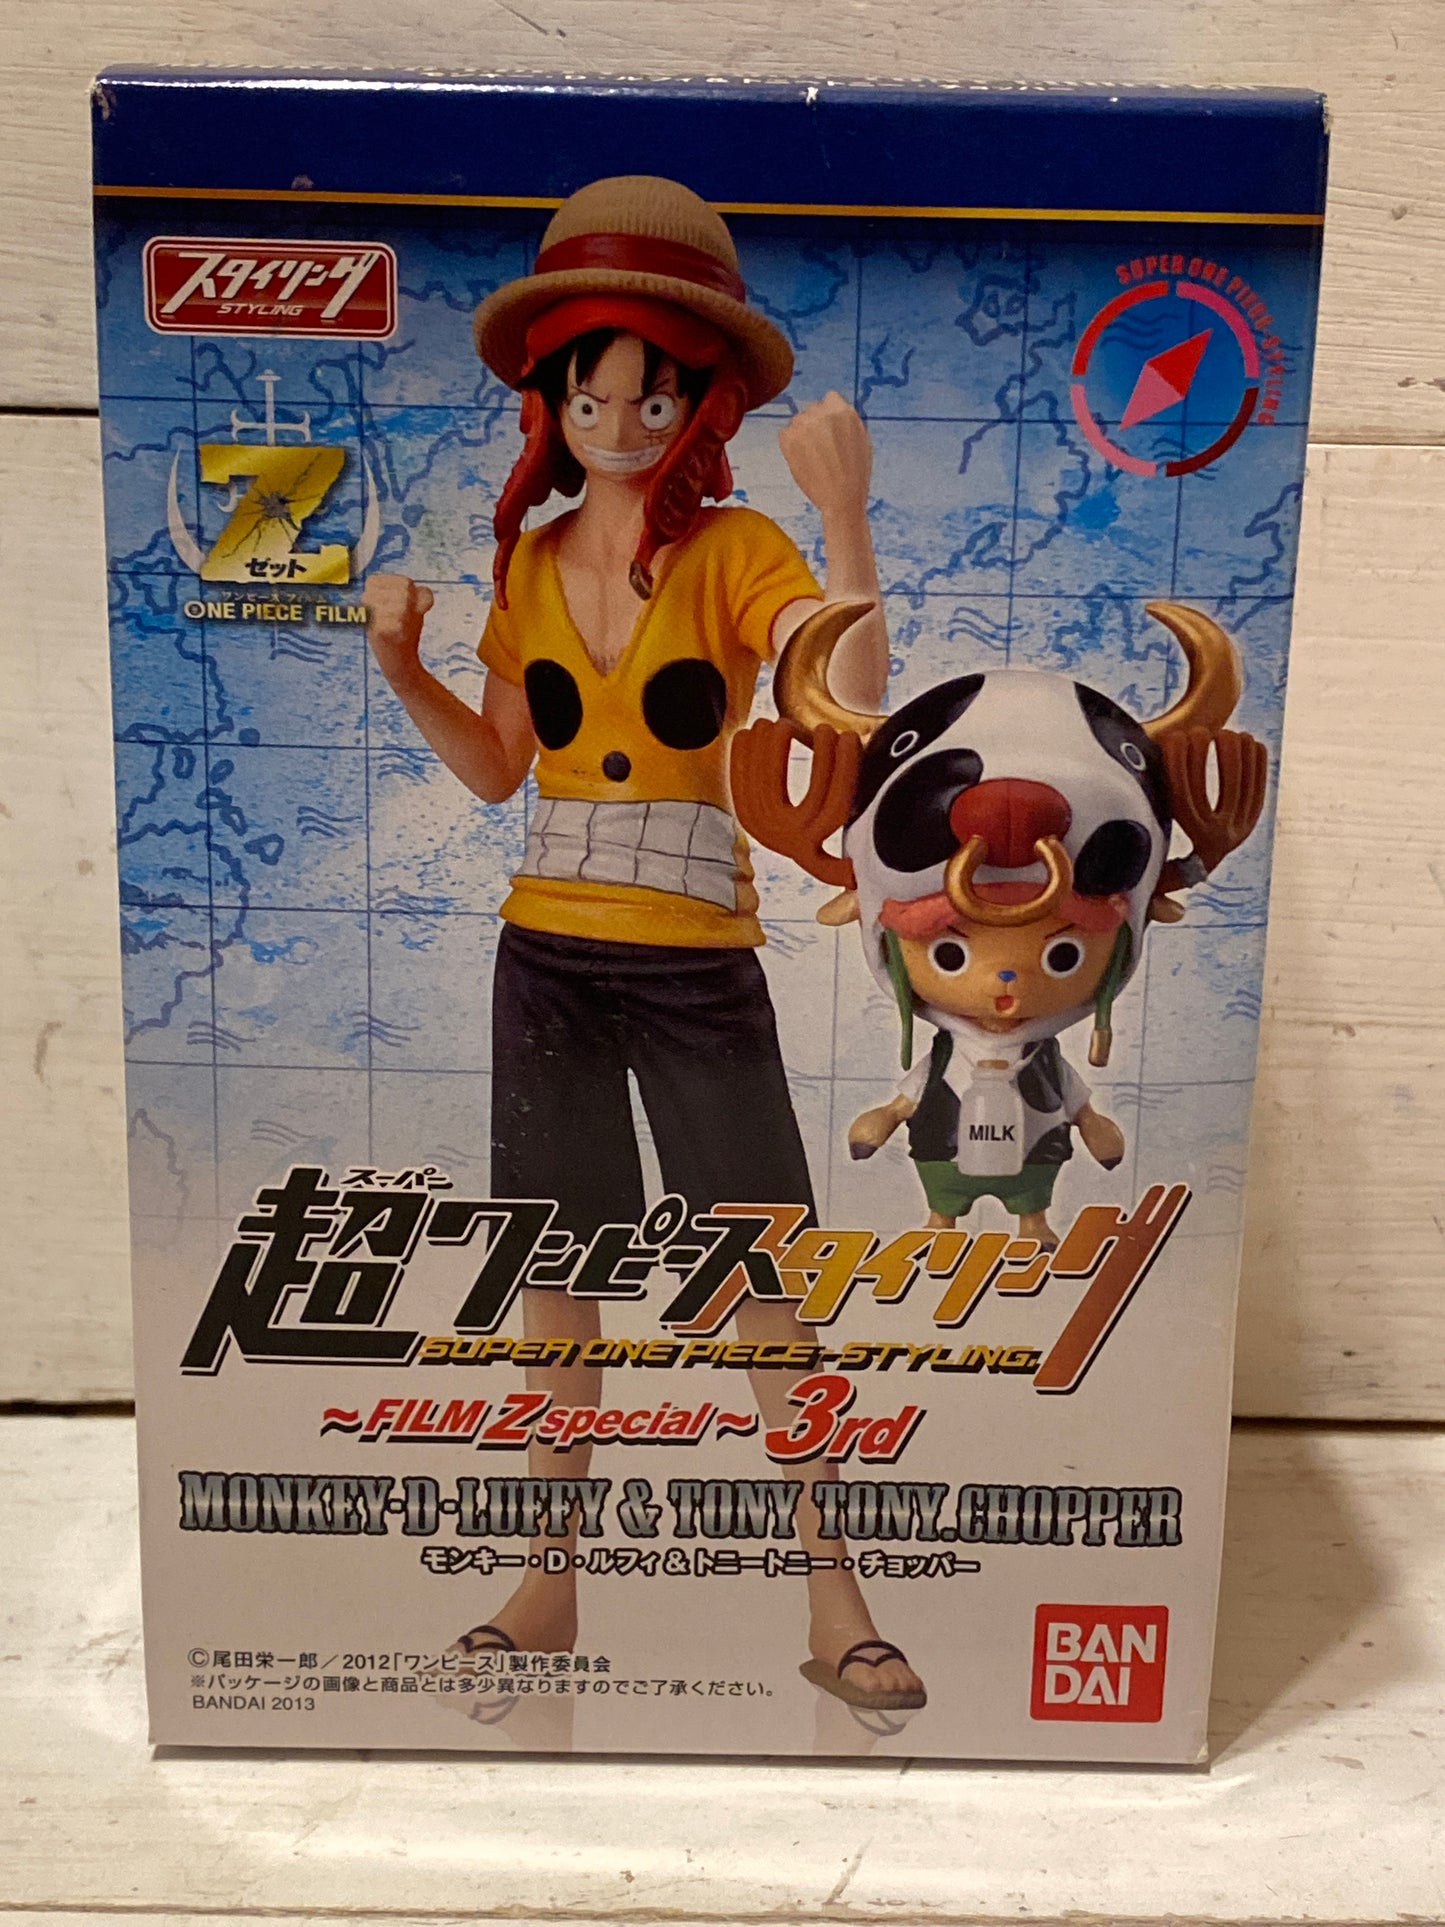 スタイリング
STYLING
SUPER ONE PIECE-STYLING
Z
ゼット
ワンピース フィルム
ONE PIECE FILM
MILK
スーパー
超ワンピーススタイリング
SUPER ONE PIECE-STYLING
~FILM Z special~ 3rd
MONKEY・D・LUFFY & TONY TONY.CHOPPER
モンキー・D・ルフィ&トニートニー・チョッパー
©尾田栄一郎/2012「ワンピース」製作委員会
※パッケージの画像と商品とは多少異なりますのでご了承ください。
BANDAI 2013
BAN
DAI